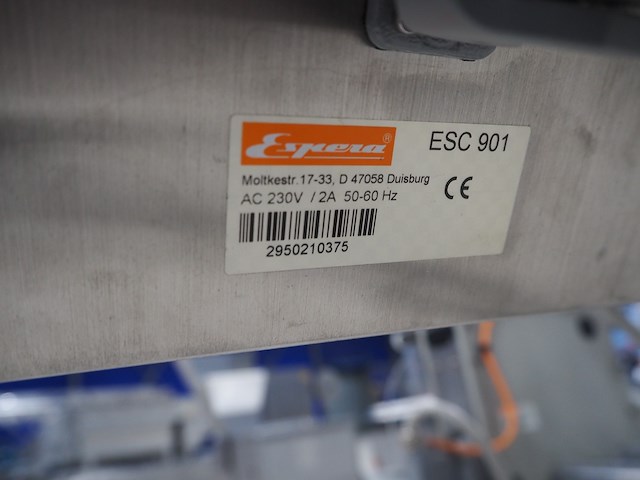 Espera®
ESC 901
Moltkestr.17-33, D 47058 Duisburg
AC 230V / 2A 50-60 Hz
CE
2950210375